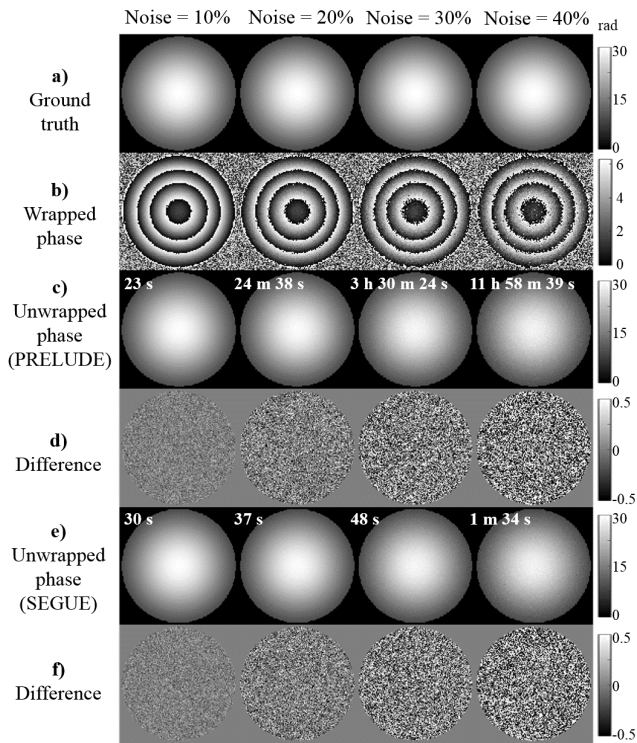 Noise = 10% Noise = 20% Noise = 30% Noise = 40%
rad
a)
Ground
truth
30
15
0
b)
Wrapped
phase
6
4
2
0
c)
Unwrapped
phase
(PRELUDE)
23 s 24 m 38 s 3 h 30 m 24 s 11 h 58 m 39 s
30
15
0
d)
Difference
0.5
0
-0.5
e)
Unwrapped
phase
(SEGUE)
30 s 37 s 48 s 1 m 34 s
30
15
0
f)
Difference
0.5
0
-0.5